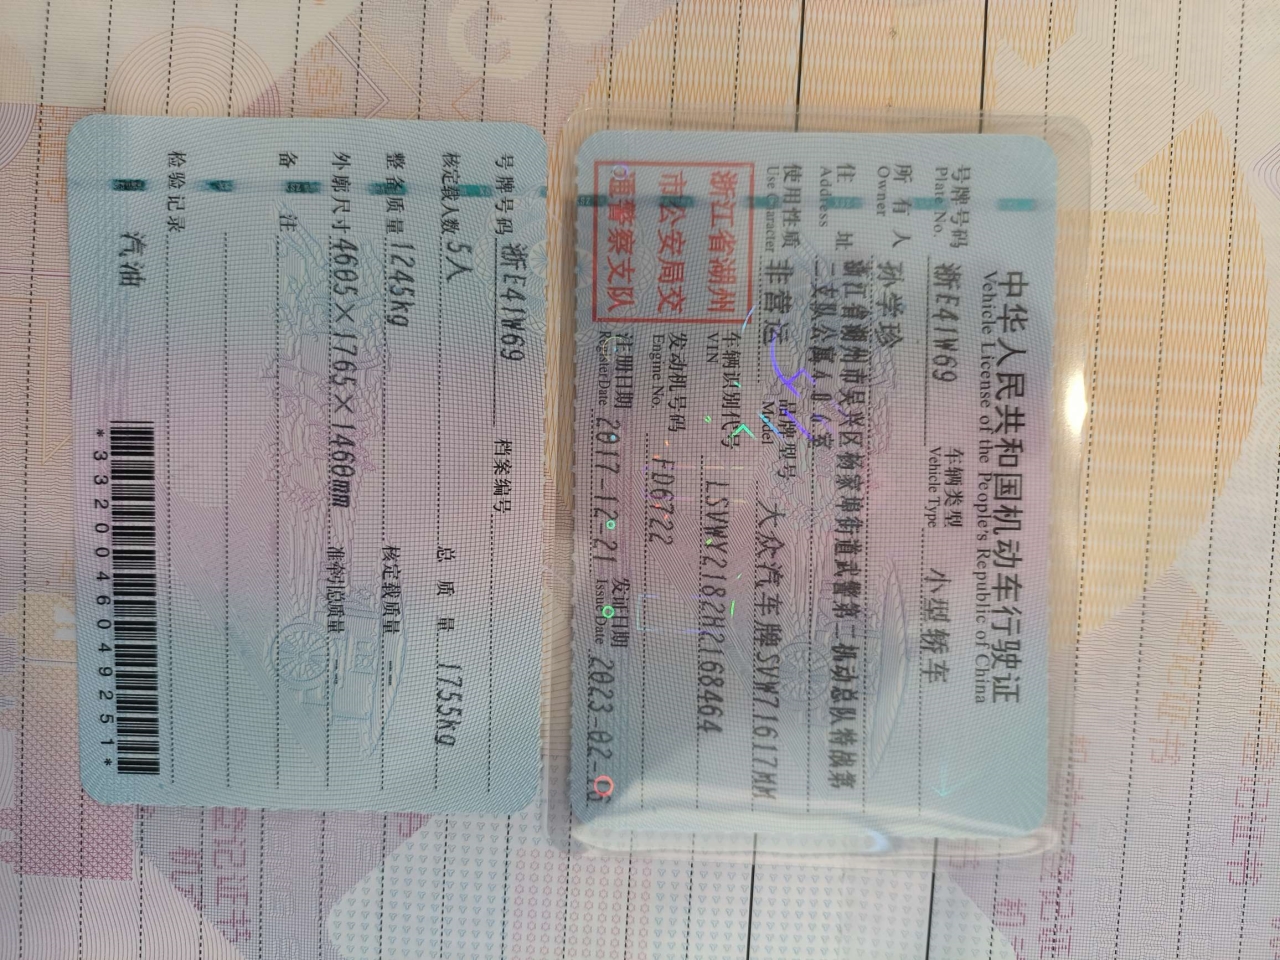 中华人民共和国机动车行驶证
Vehicle License of the People's Republic of China
号牌号码 浙E41W69 车辆类型 小型轿车
Plate No. Vehicle Type
所有人 孙学珍
Owner
住址 浙江省湖州市吴兴区杨家埠街道武警第二机动总队特战第
Address 二支队公寓406室
使用性质 非营运 品牌型号 大众汽车牌SVW71617MM
Use Character Model
浙江省湖州
市公安局交
通警察支队
车辆识别代号 LSVWY2182H2168464
VIN
发动机号码 FD6722
Engine No.
注册日期 2017-12-21 发证日期 2023-02-06
Register Date Issue Date
号牌号码 浙E41W69 档案编号
核定载人数 5人 总质量 1755kg
整备质量 1245kg 核定载质量 --
外廓尺寸 4605×1765×1460mm 准牵引总质量 --
备注
检验记录
汽油
*3320046049251*